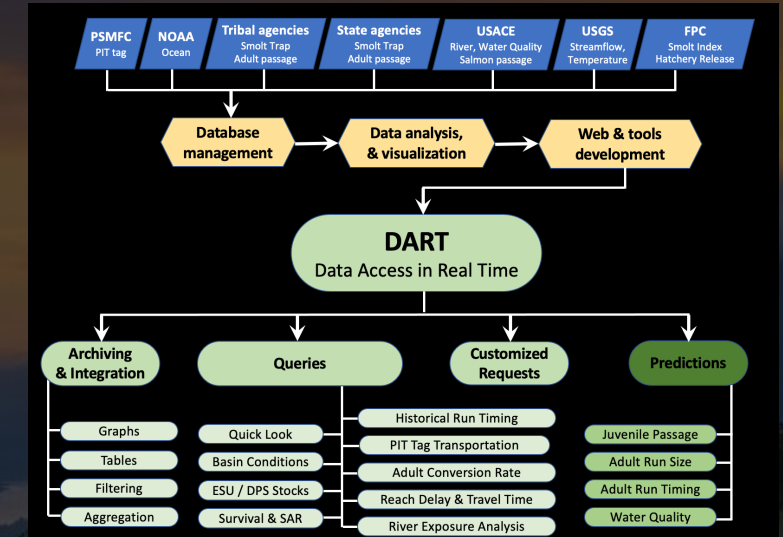 PSMFC
PIT tag
NOAA
Ocean
Tribal agencies
Smolt Trap
Adult passage
State agencies
Smolt Trap
Adult passage
USACE
River, Water Quality
Salmon passage
USGS
Streamflow,
Temperature
FPC
Smolt Index
Hatchery Release
Database
management
Data analysis,
& visualization
Web & tools
development
DART
Data Access in Real Time
Archiving
& Integration
Queries
Customized
Requests
Predictions
Graphs
Tables
Filtering
Aggregation
Quick Look
Basin Conditions
ESU / DPS Stocks
Survival & SAR
Historical Run Timing
PIT Tag Transportation
Adult Conversion Rate
Reach Delay & Travel Time
River Exposure Analysis
Juvenile Passage
Adult Run Size
Adult Run Timing
Water Quality